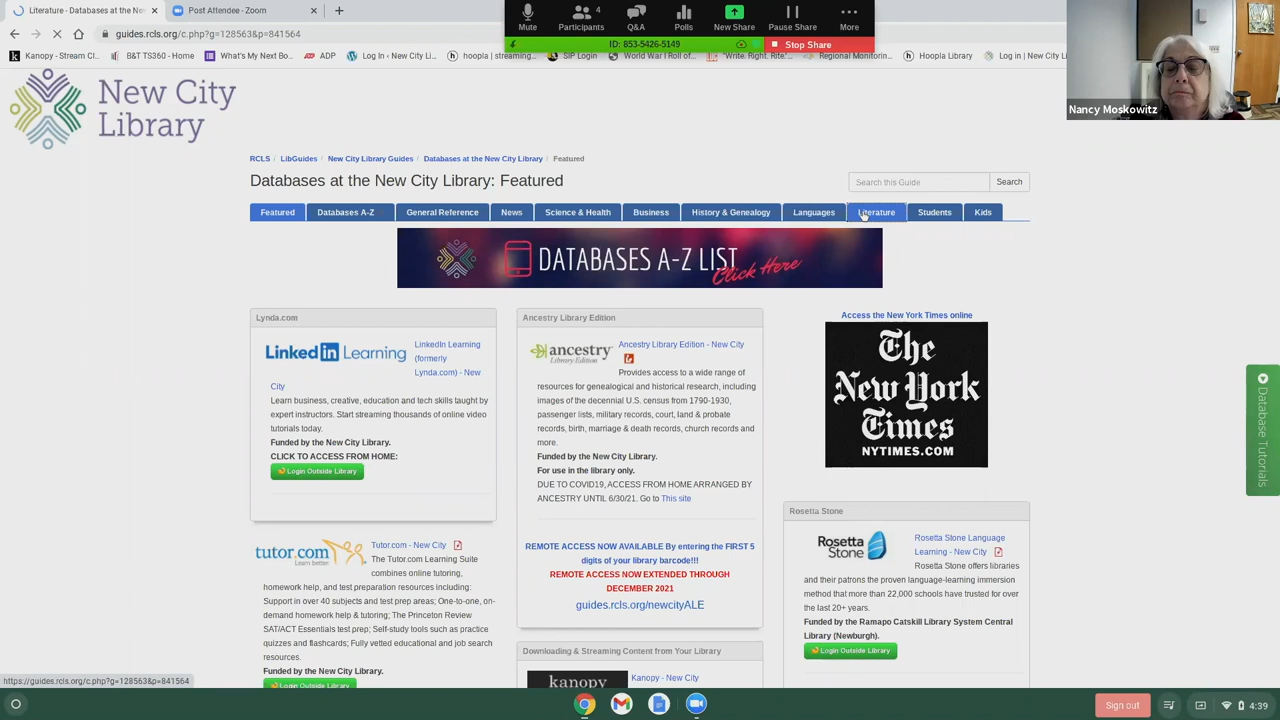 Literature - Databases at the New
Post Attendee - Zoom
guides.rcls.org/c.php?g=128563&p=841564
Mute
Participants
4
Q&A
Polls
New Share
Pause Share
More
ID: 853-5426-5149
Stop Share
Kanopy - Stream Cl
B&T TS360 - Home
What's My Next Bo...
ADP
Log In ‹ New City Li...
hoopla | streaming...
SIP Login
World War I Roll of...
"Write. Right. Rite."...
Regional Monitorin...
Hoopla Library
Log in | New City Li
Nancy Moskowitz
New City
Library
RCLS / LibGuides / New City Library Guides / Databases at the New City Library / Featured
Databases at the New City Library: Featured
Search this Guide
Search
Featured
Databases A-Z
General Reference
News
Science & Health
Business
History & Genealogy
Languages
Literature
Students
Kids
DATABASES A-Z LIST
Click Here
Lynda.com
LinkedIn Learning
LinkedIn Learning
(formerly
Lynda.com) - New
City
Learn business, creative, education and tech skills taught by
expert instructors. Start streaming thousands of online video
tutorials today.
Funded by the New City Library.
CLICK TO ACCESS FROM HOME:
Login Outside Library
tutor.com
Learn better
Tutor.com - New City
The Tutor.com Learning Suite
combines online tutoring,
homework help, and test preparation resources including:
Support in over 40 subjects and test prep areas; One-to-one, on-
demand homework help & tutoring; The Princeton Review
SAT/ACT Essentials test prep; Self-study tools such as practice
quizzes and flashcards; Fully vetted educational and job search
resources.
Funded by the New City Library.
Login Outside Library
Ancestry Library Edition
ancestry
Library Edition
Ancestry Library Edition - New City
Provides access to a wide range of
resources for genealogical and historical research, including
images of the decennial U.S. census from 1790-1930,
passenger lists, military records, court, land & probate
records, birth, marriage & death records, church records and
more.
Funded by the New City Library.
For use in the library only.
DUE TO COVID19, ACCESS FROM HOME ARRANGED BY
ANCESTRY UNTIL 6/30/21. Go to This site
REMOTE ACCESS NOW AVAILABLE By entering the FIRST 5
digits of your library barcode!!!
REMOTE ACCESS NOW EXTENDED THROUGH
DECEMBER 2021
guides.rcls.org/newcityALE
Downloading & Streaming Content from Your Library
kanopy
Kanopy - New City
Access the New York Times online
The
New York
Times
NYTIMES.COM
Rosetta Stone
Rosetta
Stone
Rosetta Stone Language
Learning - New City
Rosetta Stone offers libraries
and their patrons the proven language-learning immersion
method that more than 22,000 schools have trusted for over
the last 20+ years.
Funded by the Ramapo Catskill Library System Central
Library (Newburgh).
Login Outside Library
Database Tutorials
https://guides.rcls.org/c.php?g=128563&p=841564
Sign out
4:39